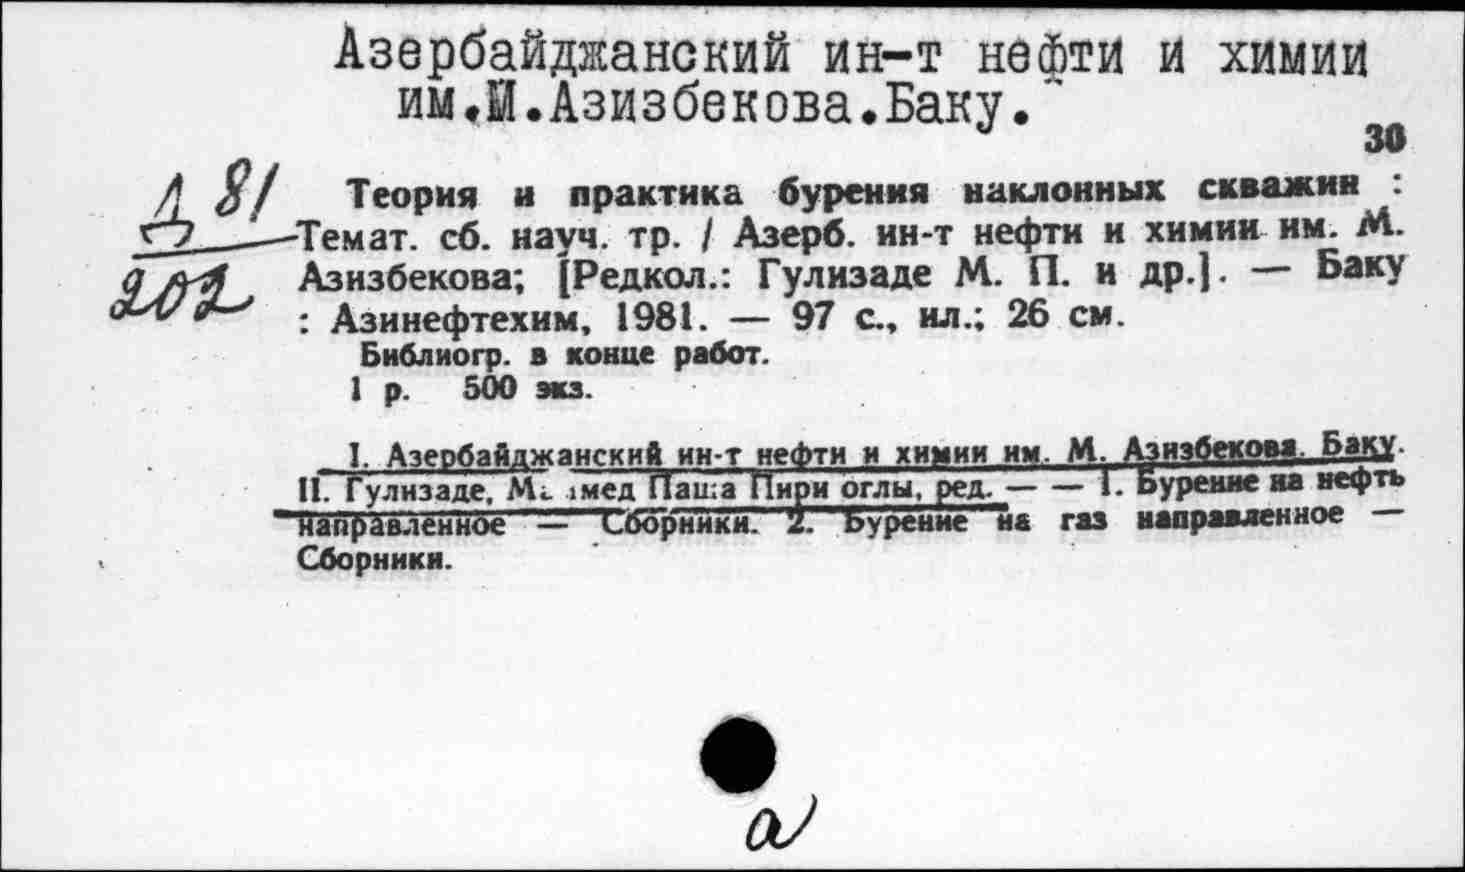 Азербайджанский ин-т нефти и химии
им.М.Азизбекова.Баку.
30
Д 81
Теория и практика бурения наклонных скважин :
Темат. сб. науч. тр. / Азерб. ин-т нефти и химии им. М.
Азизбекова; [Редкол.: Гулизаде М. П. и др.]. — Баку
: Азинефтехим, 1981. — 97 с., ил.; 26 см.
Библиогр. в конце работ.
1 р. 500 экз.
I. Азербайджанский ин-т нефти и химии им. М. Азизбекова. Баку.
II. Гулизаде, Паша Пири оглы, ред. — — 1. Бурение на нефть
направленное — Сборники. 2. Бурение на газ направленное —
Сборники.